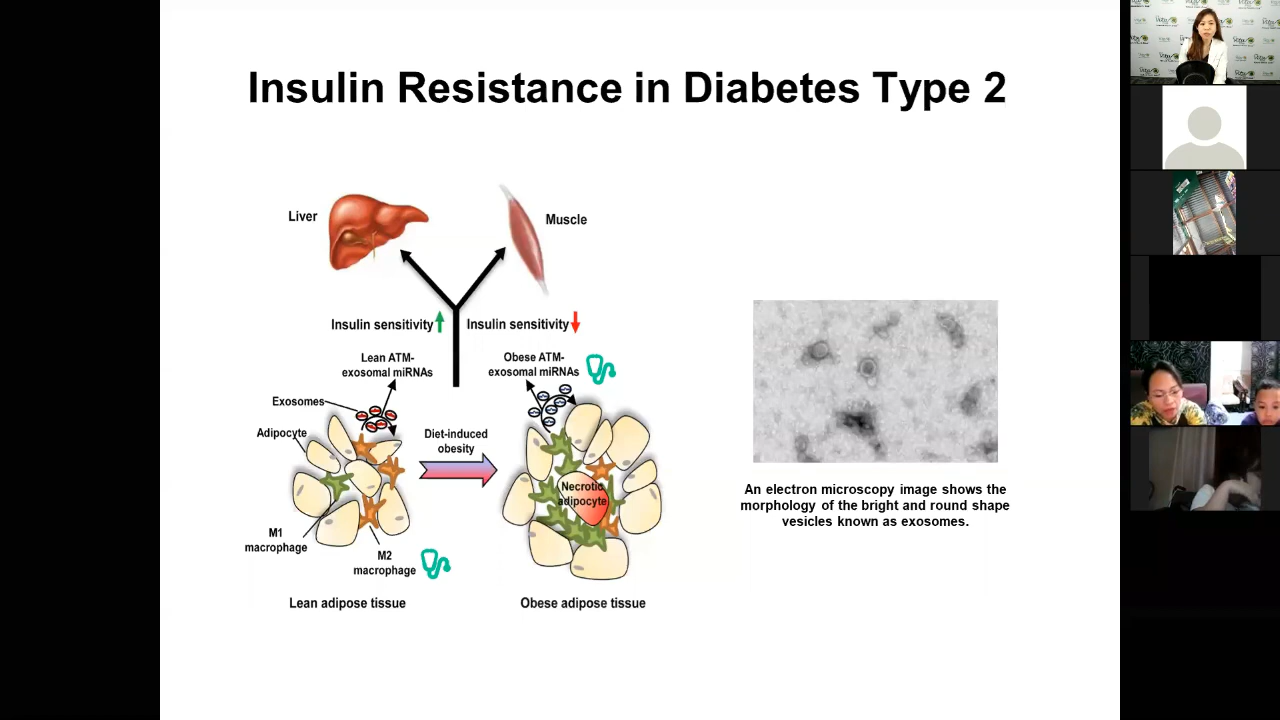 Insulin Resistance in Diabetes Type 2
Liver
Muscle
Insulin sensitivity
Insulin sensitivity
Lean ATM-
exosomal miRNAs
Obese ATM-
exosomal miRNAs
Exosomes
Adipocyte
Diet-induced
obesity
Necrotic
adipocyte
M1
macrophage
M2
macrophage
Lean adipose tissue
Obese adipose tissue
An electron microscopy image shows the
morphology of the bright and round shape
vesicles known as exosomes.